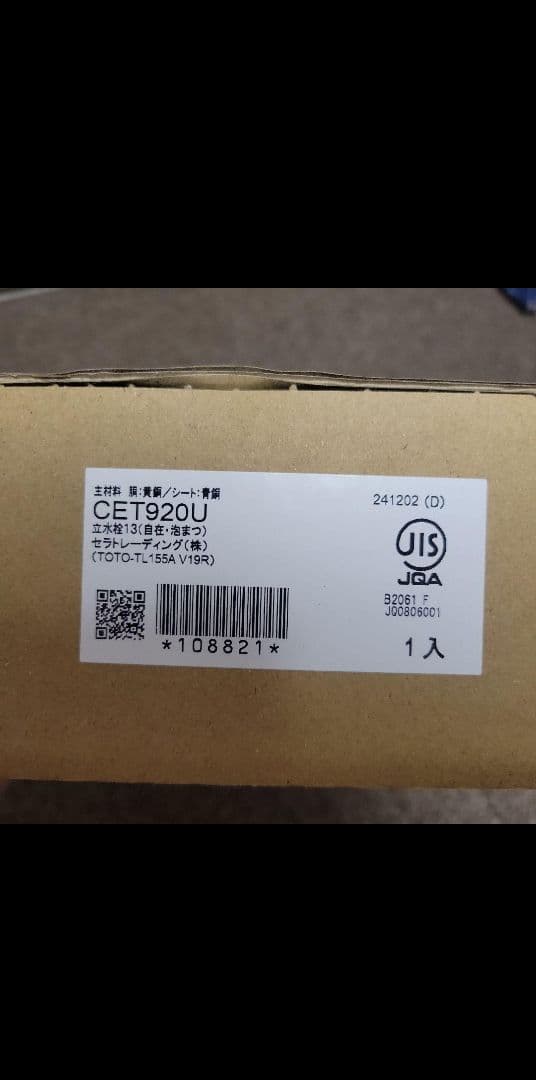 主材料 胴:黄銅/シート:青銅
CET920U
立水栓13(自在・泡まつ)
セラトレーディング(株)
(TOTO-TL155A V19R)
*108821*
241202 (D)
JIS
JQA
B2061 F
JQ0806001
1入